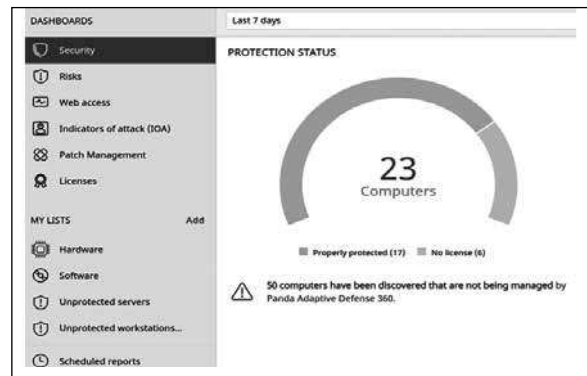 DASHBOARDS
Security
Risks
Web access
Indicators of attack (IOA)
Patch Management
Licenses
MY LISTS Add
Hardware
Software
Unprotected servers
Unprotected workstations...
Scheduled reports
Last 7 days
PROTECTION STATUS
23
Computers
Properly protected (17) No license (6)
50 computers have been discovered that are not being managed by
Panda Adaptive Defense 360.